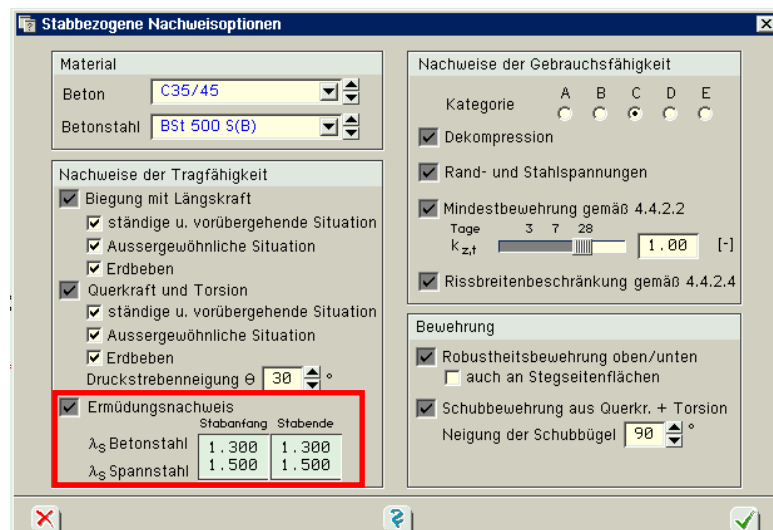 Stabbezogene Nachweisoptionen
Material
Beton C35/45
Betonstahl BSt 500 S(B)
Nachweise der Tragfähigkeit
Biegung mit Längskraft
ständige u. vorübergehende Situation
Aussergewöhnliche Situation
Erdbeben
Querkraft und Torsion
ständige u. vorübergehende Situation
Aussergewöhnliche Situation
Erdbeben
Druckstrebenneigung θ 30 °
Ermüdungsnachweis
Stabanfang Stabende
λS Betonstahl 1.300 1.300
λS Spannstahl 1.500 1.500
Nachweise der Gebrauchsfähigkeit
A B C D E
Kategorie
Dekompression
Rand- und Stahlspannungen
Mindestbewehrung gemäß 4.4.2.2
Tage 3 7 28
kz,t 1.00 [-]
Rissbreitenbeschränkung gemäß 4.4.2.4
Bewehrung
Robustheitsbewehrung oben/unten
auch an Stegseitenflächen
Schubbewehrung aus Querkr. + Torsion
Neigung der Schubbügel 90 °